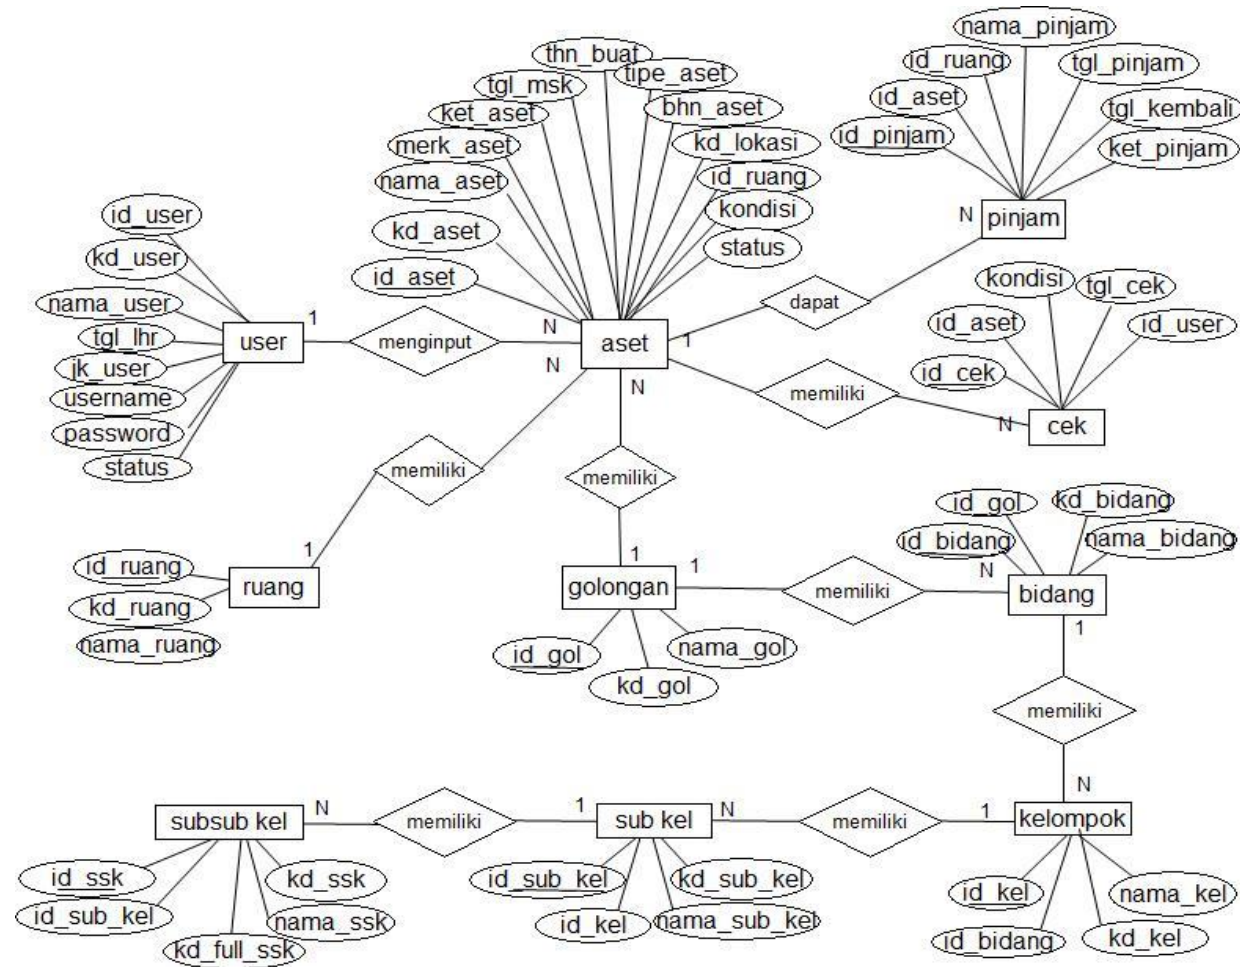 nama_pinjam
thn_buat
id_ruang
tgl_pinjam
tipe_aset
tgl_msk
id_aset
bhn_aset
tgl_kembali
ket_aset
id_pinjam
ket_pinjam
merk_aset
kd_lokasi
nama_aset
id_ruang
id_user
kondisi
N
pinjam
kd_aset
status
kd_user
id_aset
kondisi
tgl_cek
nama_user
dapat
id_aset
id_user
1
N
tgl_lhr
user
menginput
aset
1
jk_user
N
N
id_cek
username
memiliki
password
N
cek
status
memiliki
memiliki
id_gol
kd_bidang
id_bidang
nama_bidang
1
1
1
N
id_ruang
ruang
golongan
memiliki
bidang
kd_ruang
1
nama_ruang
id_gol
nama_gol
kd_gol
memiliki
N
subsub kel
N
memiliki
1
sub kel
N
memiliki
1
kelompok
id_ssk
kd_ssk
id_sub_kel
kd_sub_kel
id_kel
nama_kel
id_sub_kel
nama_ssk
id_kel
nama_sub_kel
kd_full_ssk
id_bidang
kd_kel